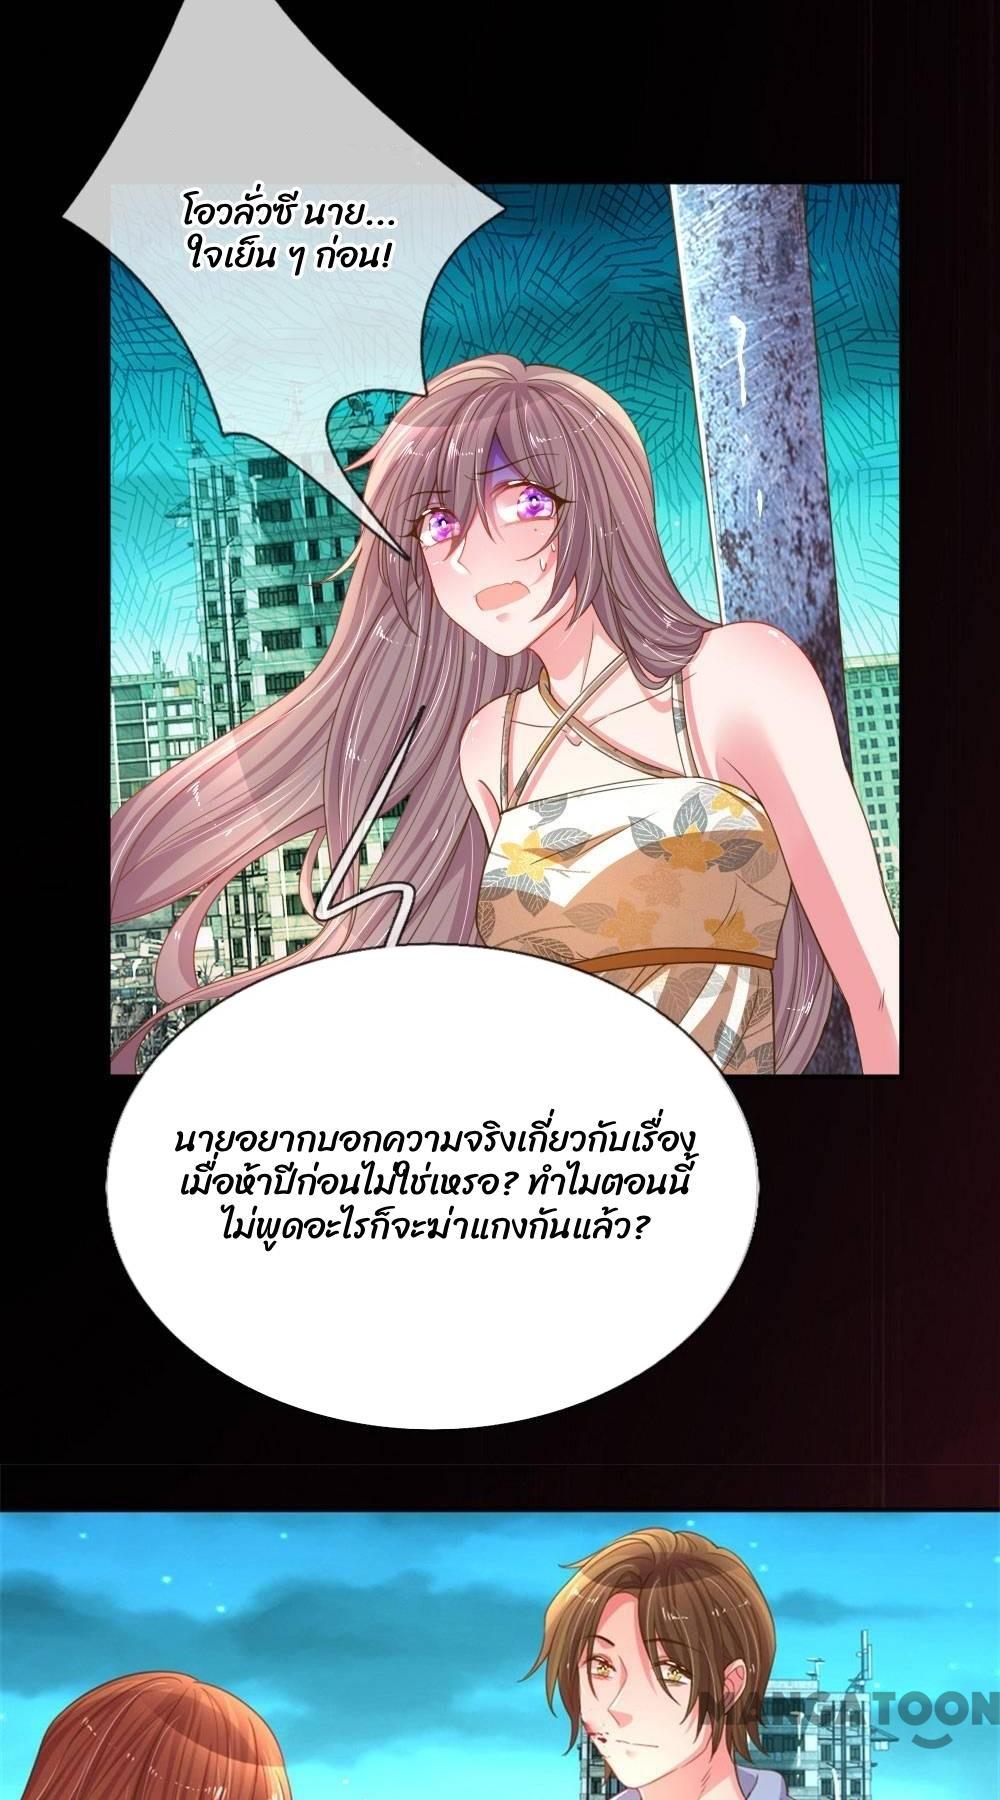 โอวลั่วซี นาย...
ใจเย็น ๆ ก่อน!
นายอยากบอกความจริงเกี่ยวกับเรื่อง
เมื่อห้าปีก่อนไม่ใช่เหรอ? ทำไมตอนนี้
ไม่พูดอะไรก็จะฆ่าแกงกันแล้ว?
MANGATOON